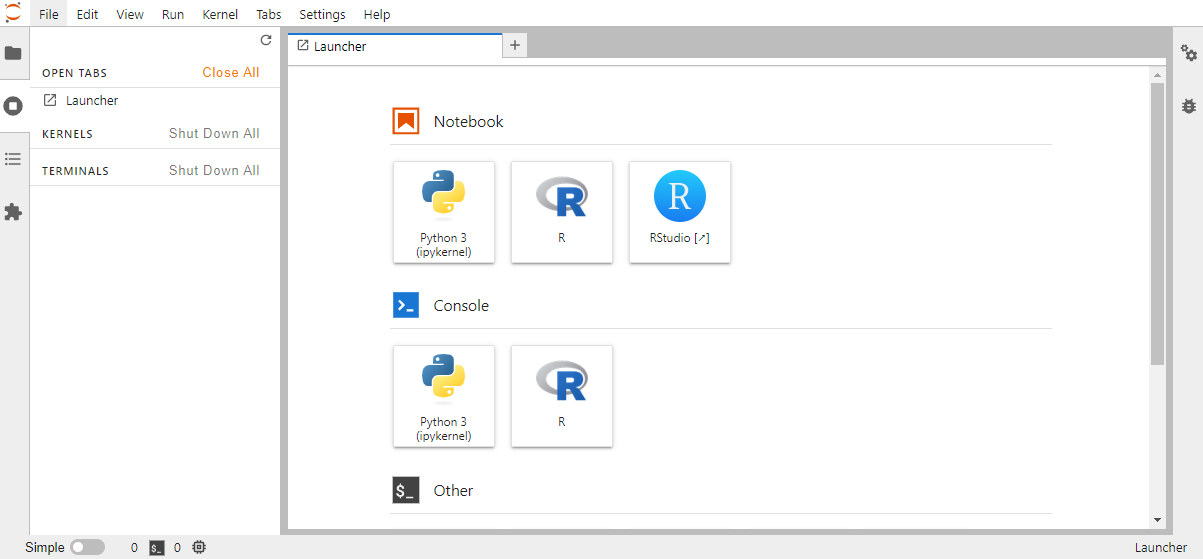 File Edit View Run Kernel Tabs Settings Help
Launcher +
OPEN TABS Close All
Launcher
KERNELS Shut Down All
TERMINALS Shut Down All
Notebook
Python 3
(ipykernel)
R
R
RStudio [↗]
Console
Python 3
(ipykernel)
R
$_ Other
Simple 0 $_ 0 Launcher